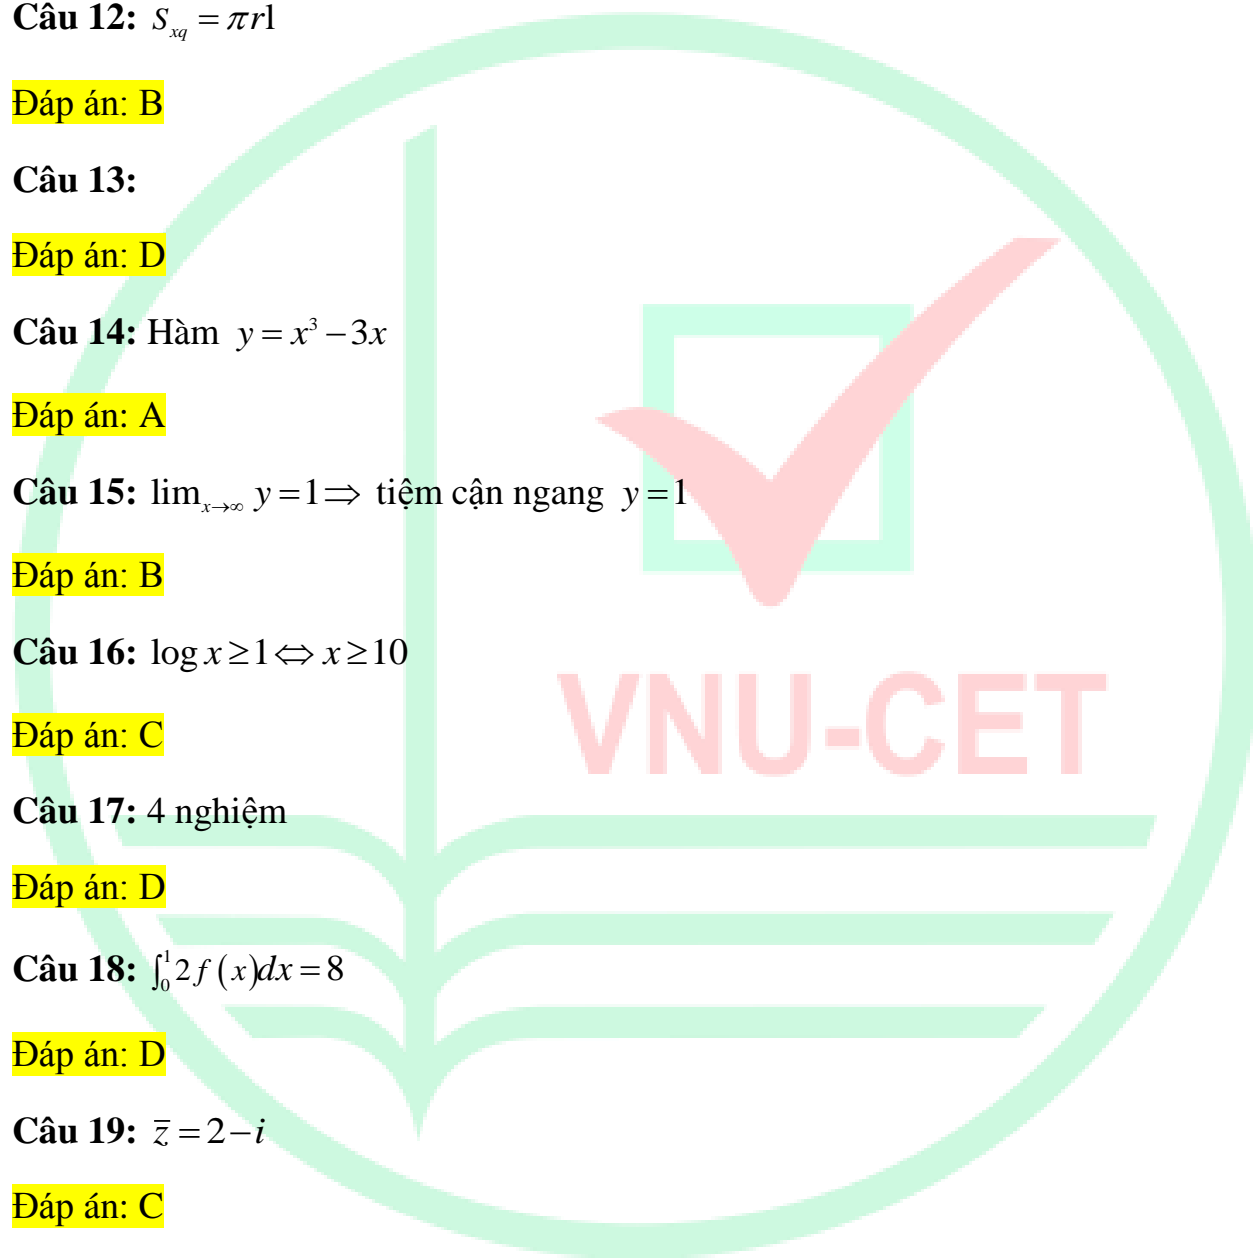 Câu 12: S_{xq} = πrl
Đáp án: B
Câu 13:
Đáp án: D
Câu 14: Hàm y = x³ − 3x
Đáp án: A
Câu 15: lim_{x→∞} y = 1 ⇒ tiệm cận ngang y = 1
Đáp án: B
Câu 16: log x ≥ 1 ⇔ x ≥ 10
Đáp án: C
VNU-CET
Câu 17: 4 nghiệm
Đáp án: D
Câu 18: ∫₀¹ 2f(x)dx = 8
Đáp án: D
Câu 19: z̅ = 2 − i
Đáp án: C